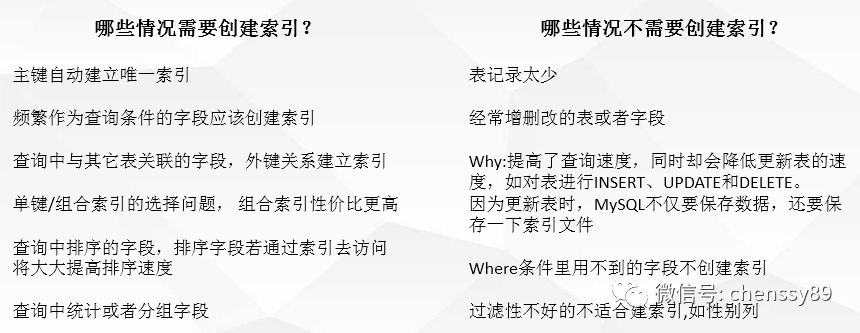 哪些情况需要创建索引？
主键自动建立唯一索引
频繁作为查询条件的字段应该创建索引
查询中与其它表关联的字段，外键关系建立索引
单键/组合索引的选择问题， 组合索引性价比更高
查询中排序的字段，排序字段若通过索引去访问
将大大提高排序速度
查询中统计或者分组字段
哪些情况不需要创建索引？
表记录太少
经常增删改的表或者字段
Why:提高了查询速度，同时却会降低更新表的速
度，如对表进行INSERT、UPDATE和DELETE。
因为更新表时，MySQL不仅要保存数据，还要保
存一下索引文件
Where条件里用不到的字段不创建索引
过滤性不好的不适合建索引,如性别列
微信号: chenssy89